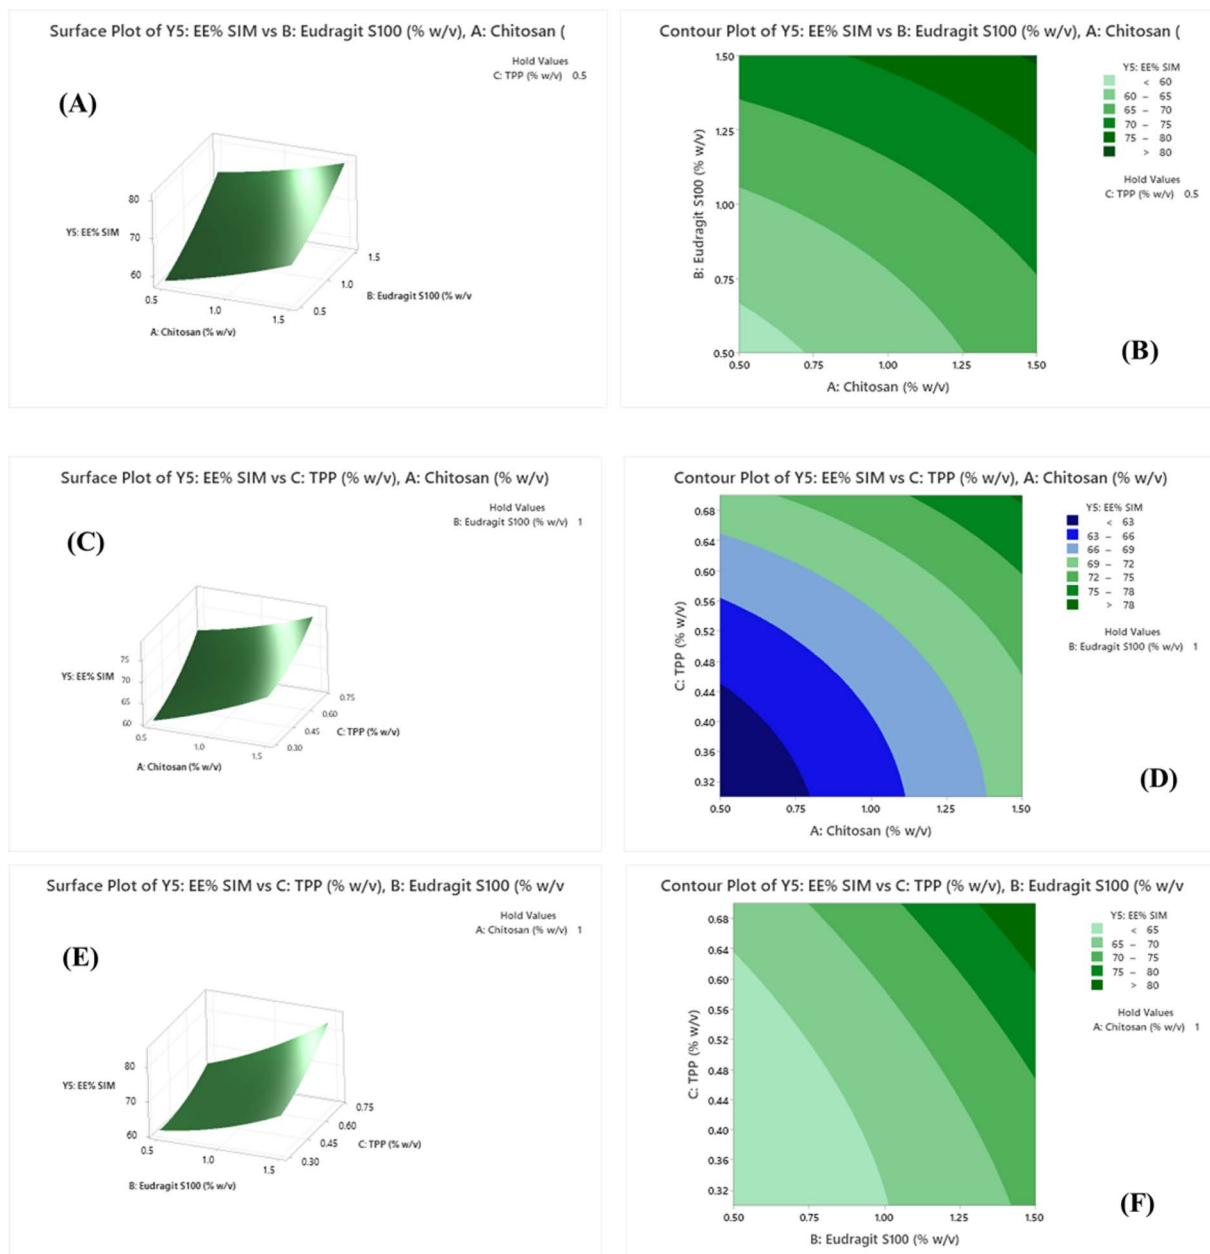 Surface Plot of Y5: EE% SIM vs B: Eudragit S100 (% w/v), A: Chitosan (
Hold Values
C: TPP (% w/v) 0.5
(A)
80
70
60
Y5: EE% SIM
0.5
1.0
1.5
A: Chitosan (% w/v)
0.5
1.0
1.5
B: Eudragit S100 (% w/v
Contour Plot of Y5: EE% SIM vs B: Eudragit S100 (% w/v), A: Chitosan (
1.50
1.25
1.00
0.75
0.50
B: Eudragit S100 (% w/v)
0.50 0.75 1.00 1.25 1.50
A: Chitosan (% w/v)
Y5: EE% SIM
< 60
60 – 65
65 – 70
70 – 75
75 – 80
> 80
Hold Values
C: TPP (% w/v) 0.5
(B)
Surface Plot of Y5: EE% SIM vs C: TPP (% w/v), A: Chitosan (% w/v)
Hold Values
B: Eudragit S100 (% w/v) 1
(C)
75
70
65
60
Y5: EE% SIM
0.5
1.0
1.5
A: Chitosan (% w/v)
0.30
0.45
0.60
0.75
C: TPP (% w/v)
Contour Plot of Y5: EE% SIM vs C: TPP (% w/v), A: Chitosan (% w/v)
0.68
0.64
0.60
0.56
0.52
0.48
0.44
0.40
0.36
0.32
C: TPP (% w/v)
0.50 0.75 1.00 1.25 1.50
A: Chitosan (% w/v)
Y5: EE% SIM
< 63
63 – 66
66 – 69
69 – 72
72 – 75
75 – 78
> 78
Hold Values
B: Eudragit S100 (% w/v) 1
(D)
Surface Plot of Y5: EE% SIM vs C: TPP (% w/v), B: Eudragit S100 (% w/v
Hold Values
A: Chitosan (% w/v) 1
(E)
80
70
60
Y5: EE% SIM
0.5
1.0
1.5
B: Eudragit S100 (% w/v)
0.30
0.45
0.60
0.75
C: TPP (% w/v)
Contour Plot of Y5: EE% SIM vs C: TPP (% w/v), B: Eudragit S100 (% w/v
0.68
0.64
0.60
0.56
0.52
0.48
0.44
0.40
0.36
0.32
C: TPP (% w/v)
0.50 0.75 1.00 1.25 1.50
B: Eudragit S100 (% w/v)
Y5: EE% SIM
< 65
65 – 70
70 – 75
75 – 80
> 80
Hold Values
A: Chitosan (% w/v) 1
(F)